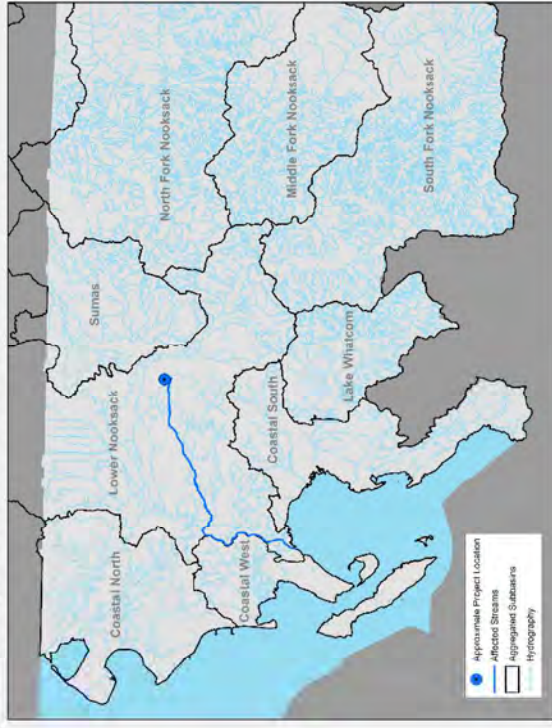 Sumas
North Fork Nooksack
Lower Nooksack
Middle Fork Nooksack
Coastal North
Coastal South
South Fork Nooksack
Lake Whatcom
Coastal West
Approximate Project Location
Affected Streams
Aggregated Subbasins
Hydrography